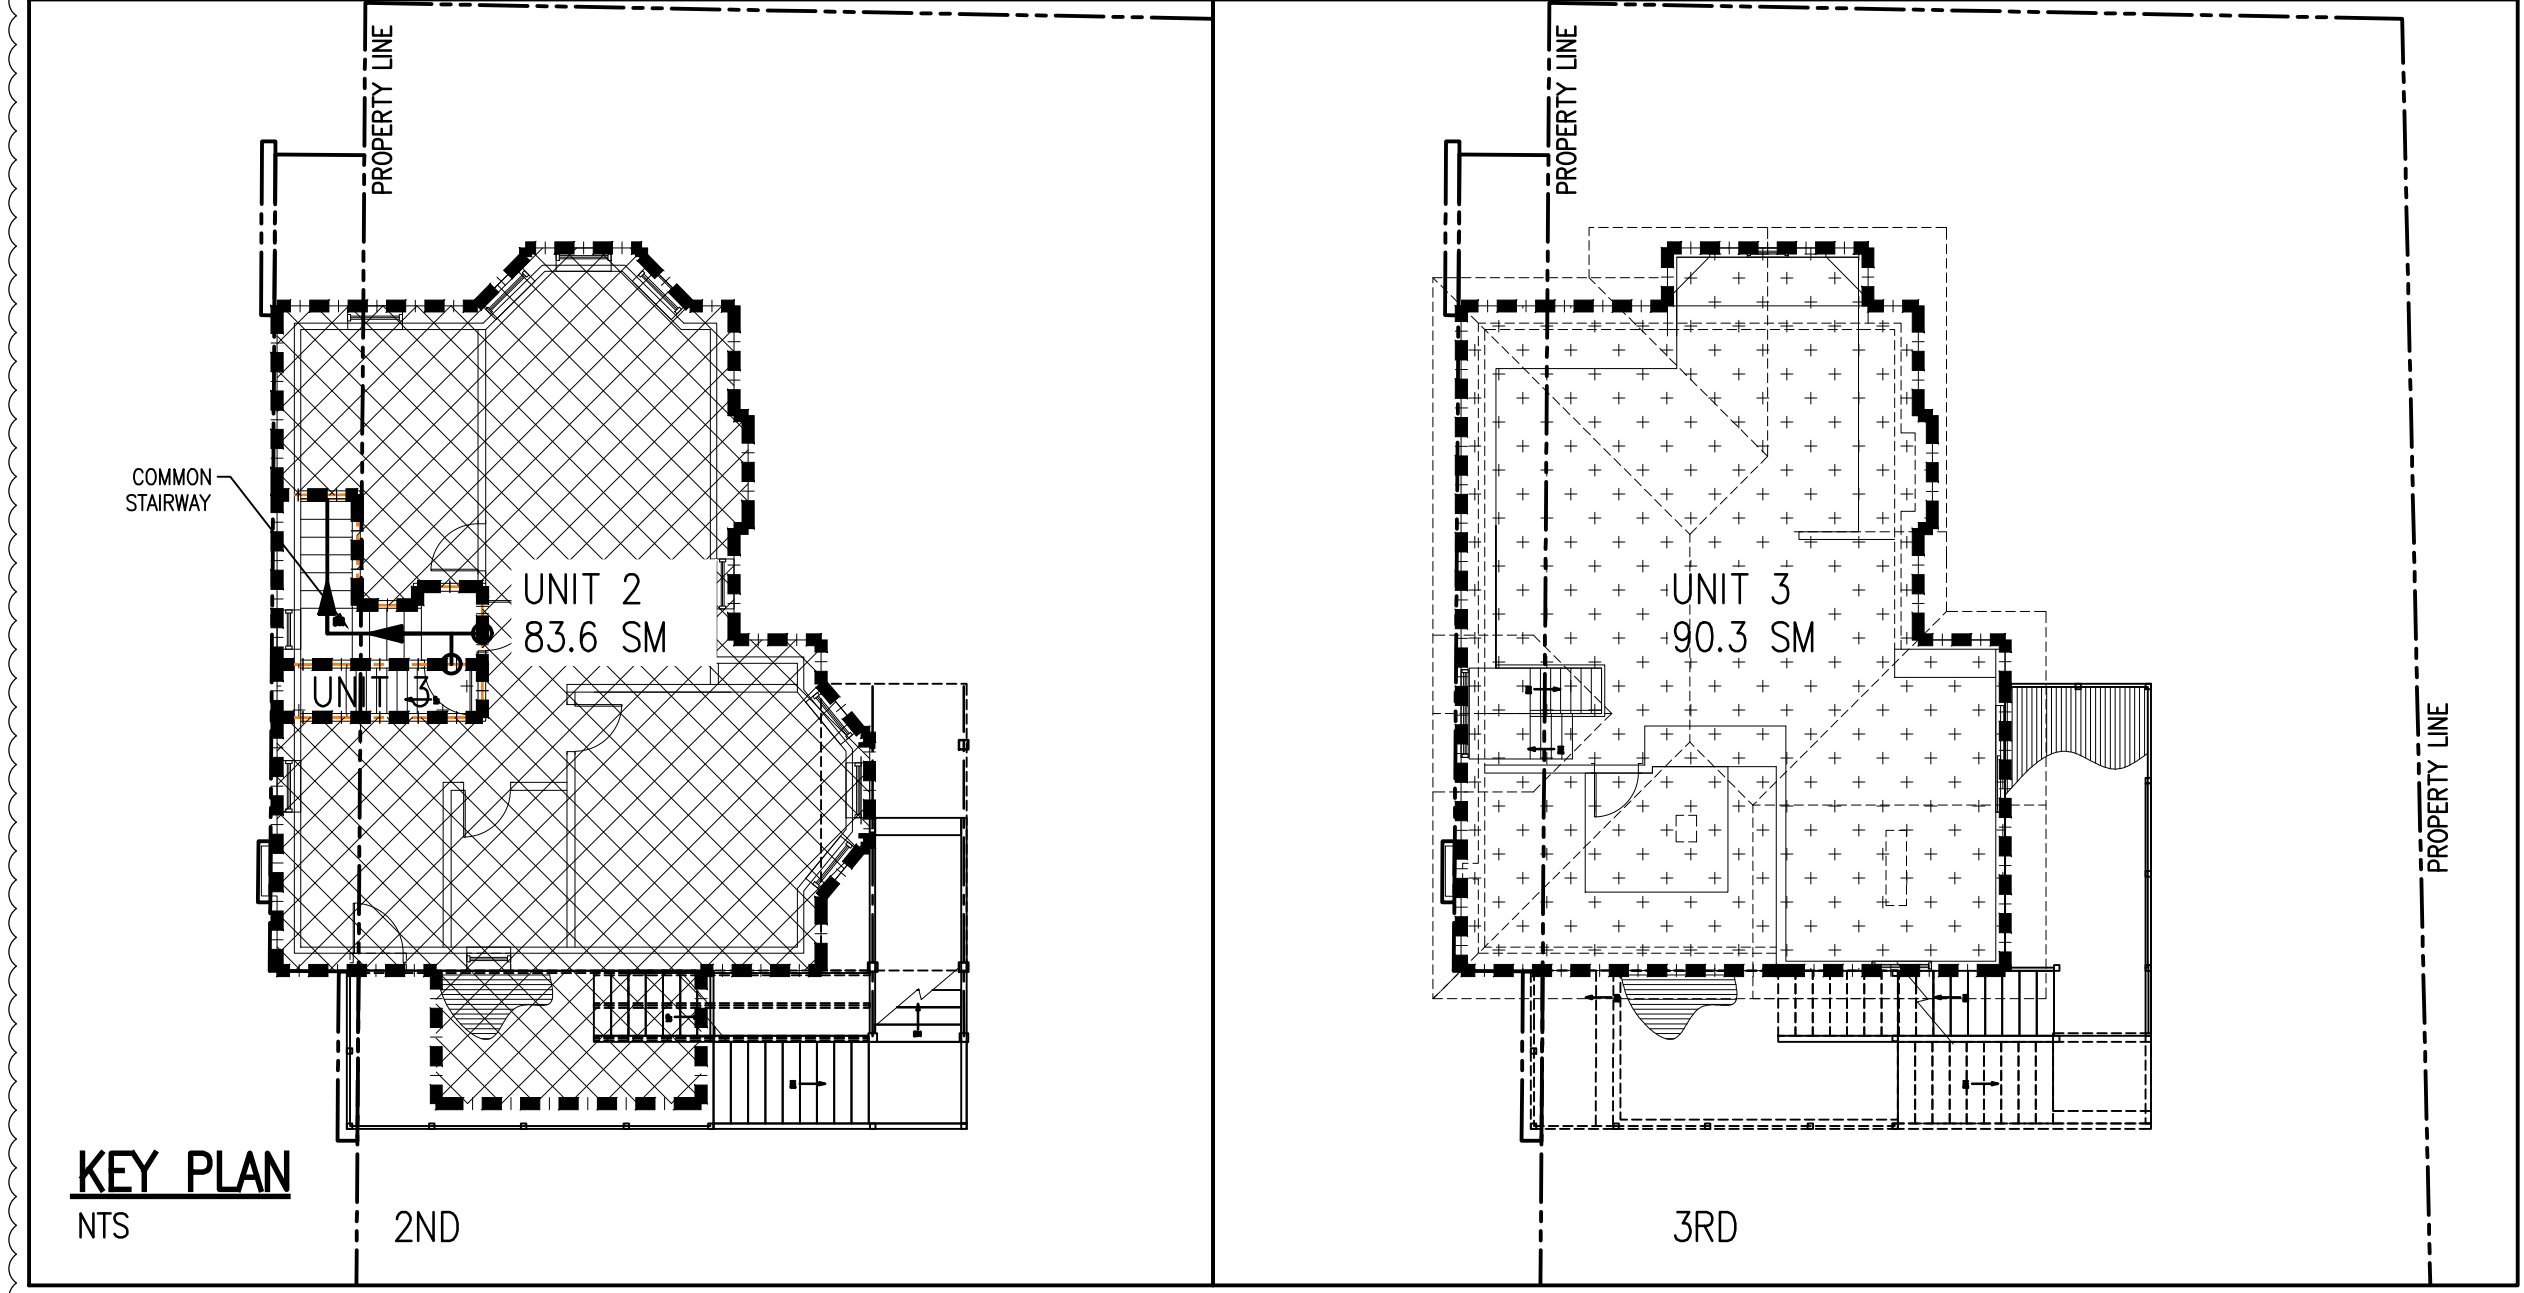 PROPERTY LINE
PROPERTY LINE
COMMON
STAIRWAY
UNIT 2
83.6 SM
UNIT 3
UNIT 3
90.3 SM
PROPERTY LINE
KEY PLAN
NTS
2ND
3RD